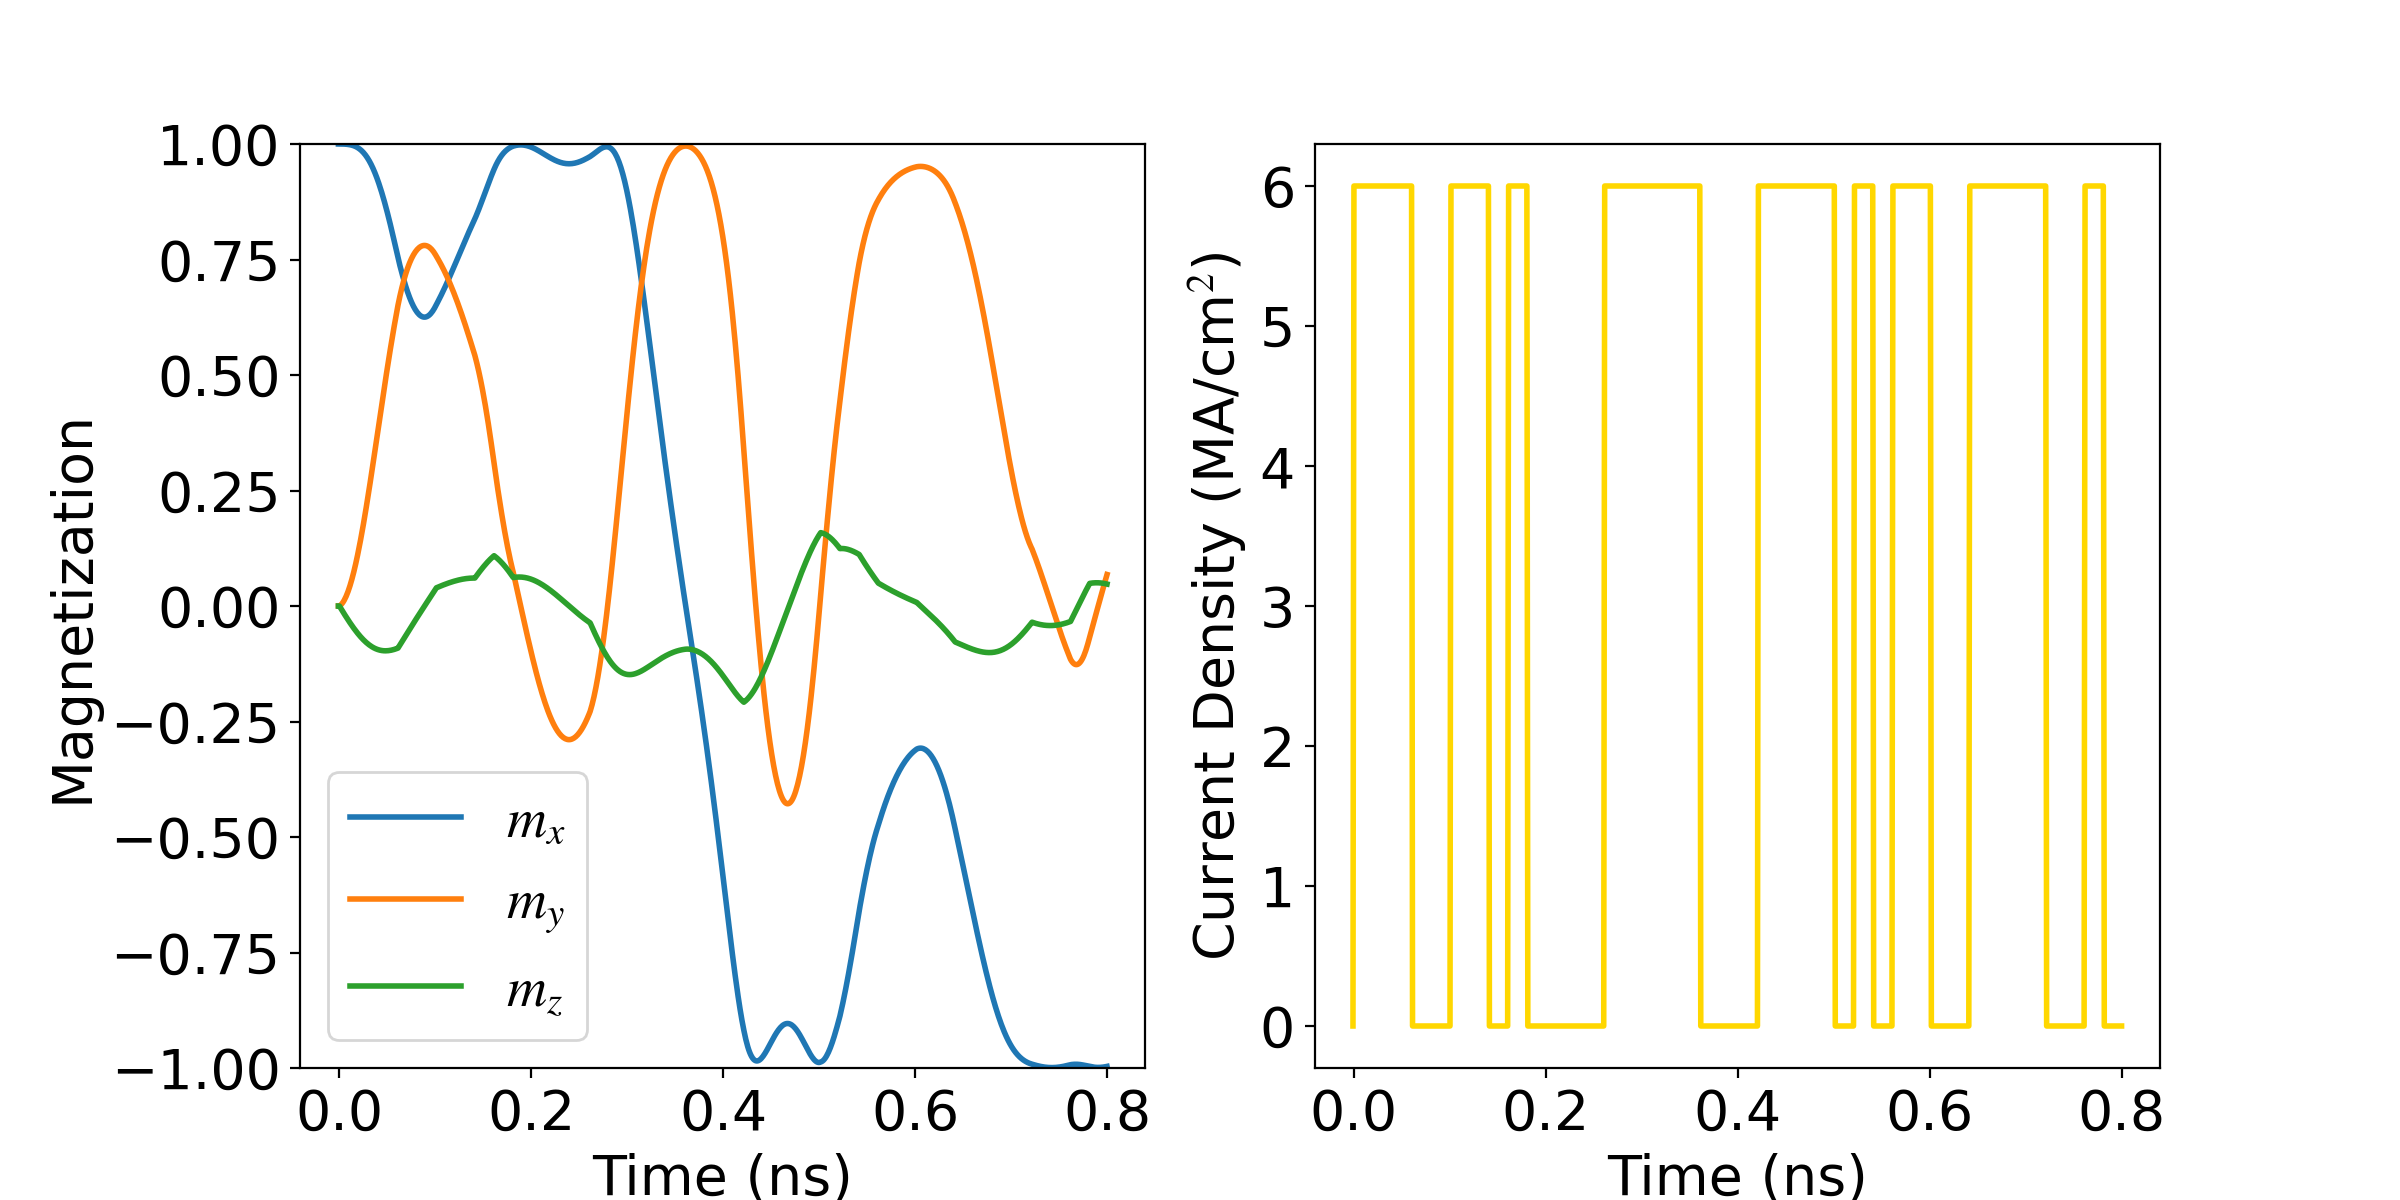 Magnetization
1.00
0.75
0.50
0.25
0.00
−0.25
−0.50
−0.75
−1.00
m_x
m_y
m_z
0.0 0.2 0.4 0.6 0.8
Time (ns)
Current Density (MA/cm²)
6
5
4
3
2
1
0
0.0 0.2 0.4 0.6 0.8
Time (ns)